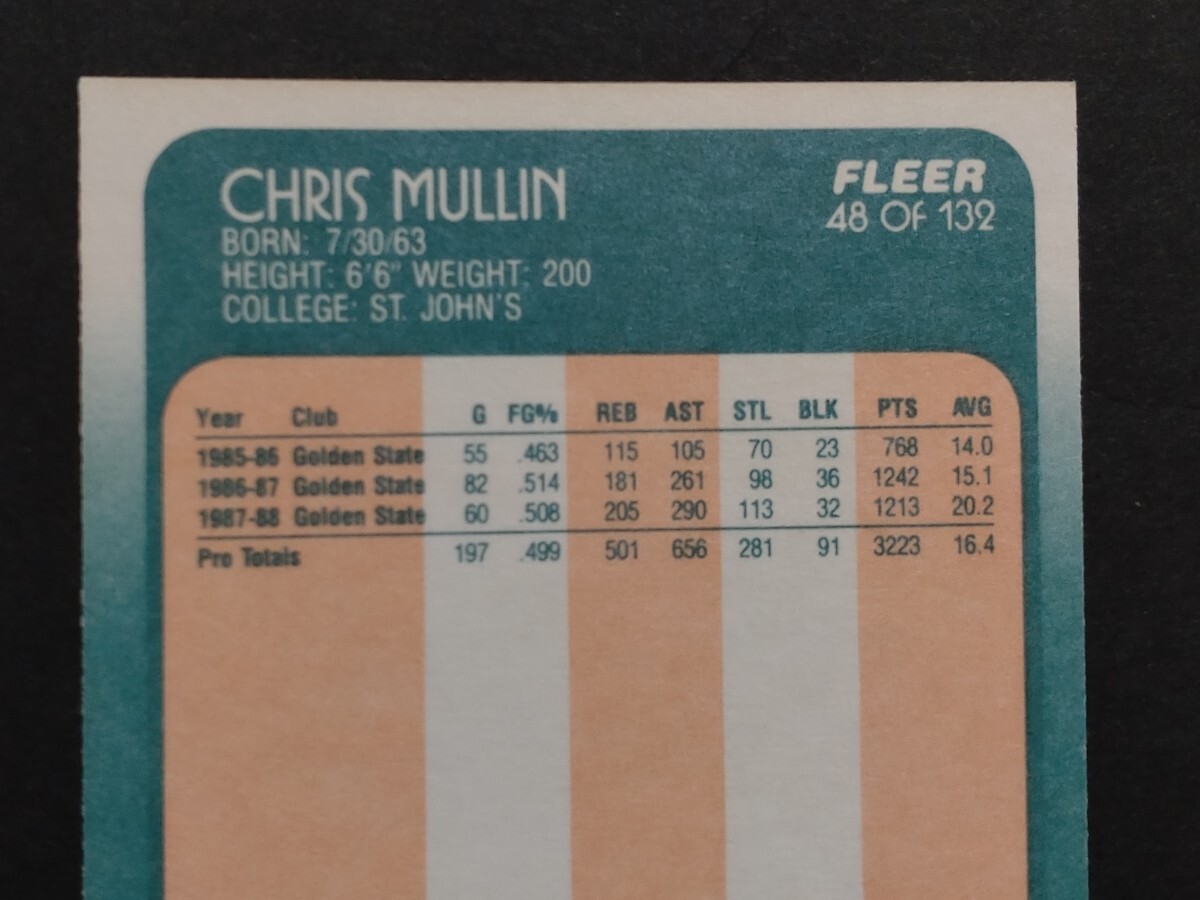 CHRIS MULLIN
FLEER
48 OF 132
BORN: 7/30/63
HEIGHT: 6'6" WEIGHT: 200
COLLEGE: ST. JOHN'S
Year Club G FG% REB AST STL BLK PTS AVG
1985-86 Golden State 55 .463 115 105 70 23 768 14.0
1986-87 Golden State 82 .514 181 261 98 36 1242 15.1
1987-88 Golden State 60 .508 205 290 113 32 1213 20.2
Pro Totals 197 .499 501 656 281 91 3223 16.4